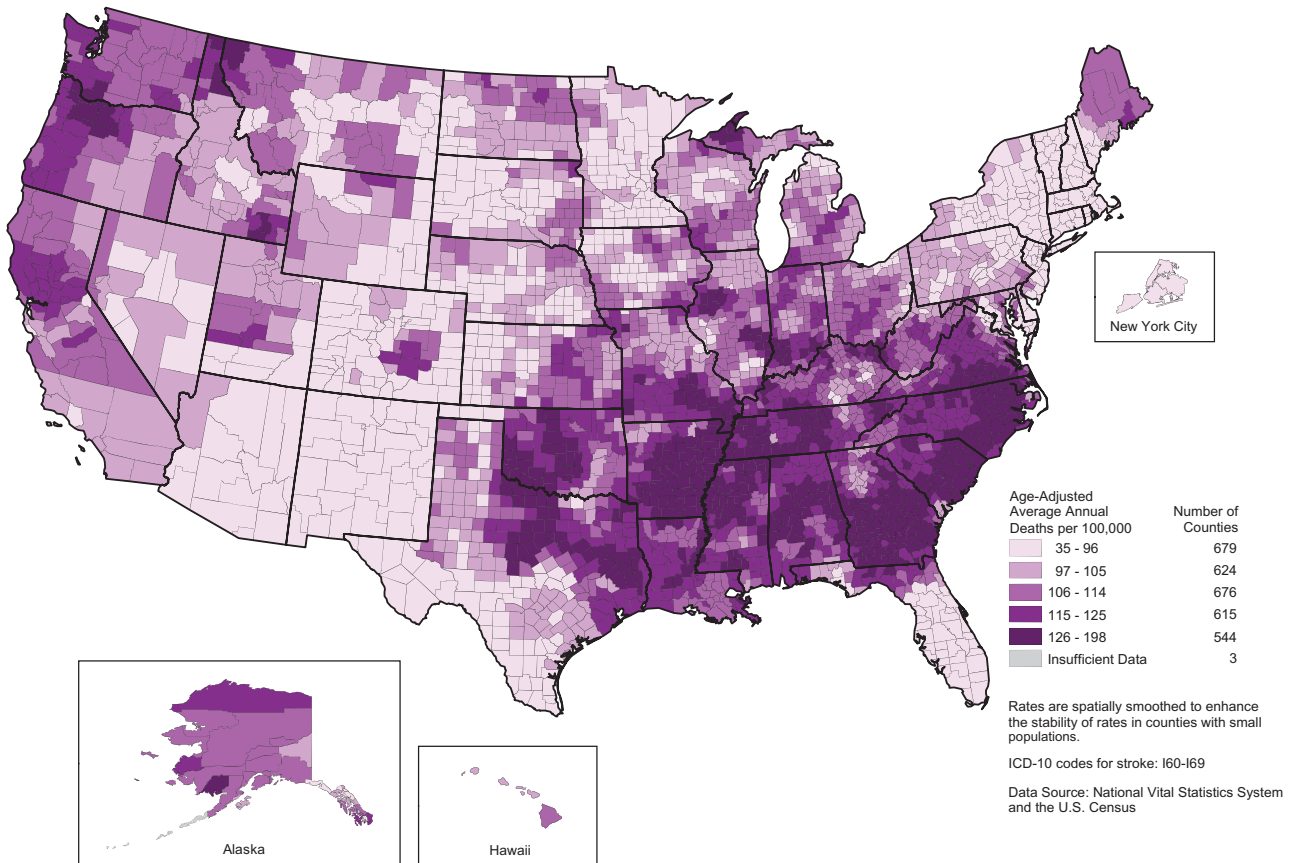 New York City
Age-Adjusted
Average Annual
Deaths per 100,000
Number of
Counties
35 - 96 679
97 - 105 624
106 - 114 676
115 - 125 615
126 - 198 544
Insufficient Data 3
Rates are spatially smoothed to enhance
the stability of rates in counties with small
populations.
ICD-10 codes for stroke: I60-I69
Data Source: National Vital Statistics System
and the U.S. Census
Alaska
Hawaii